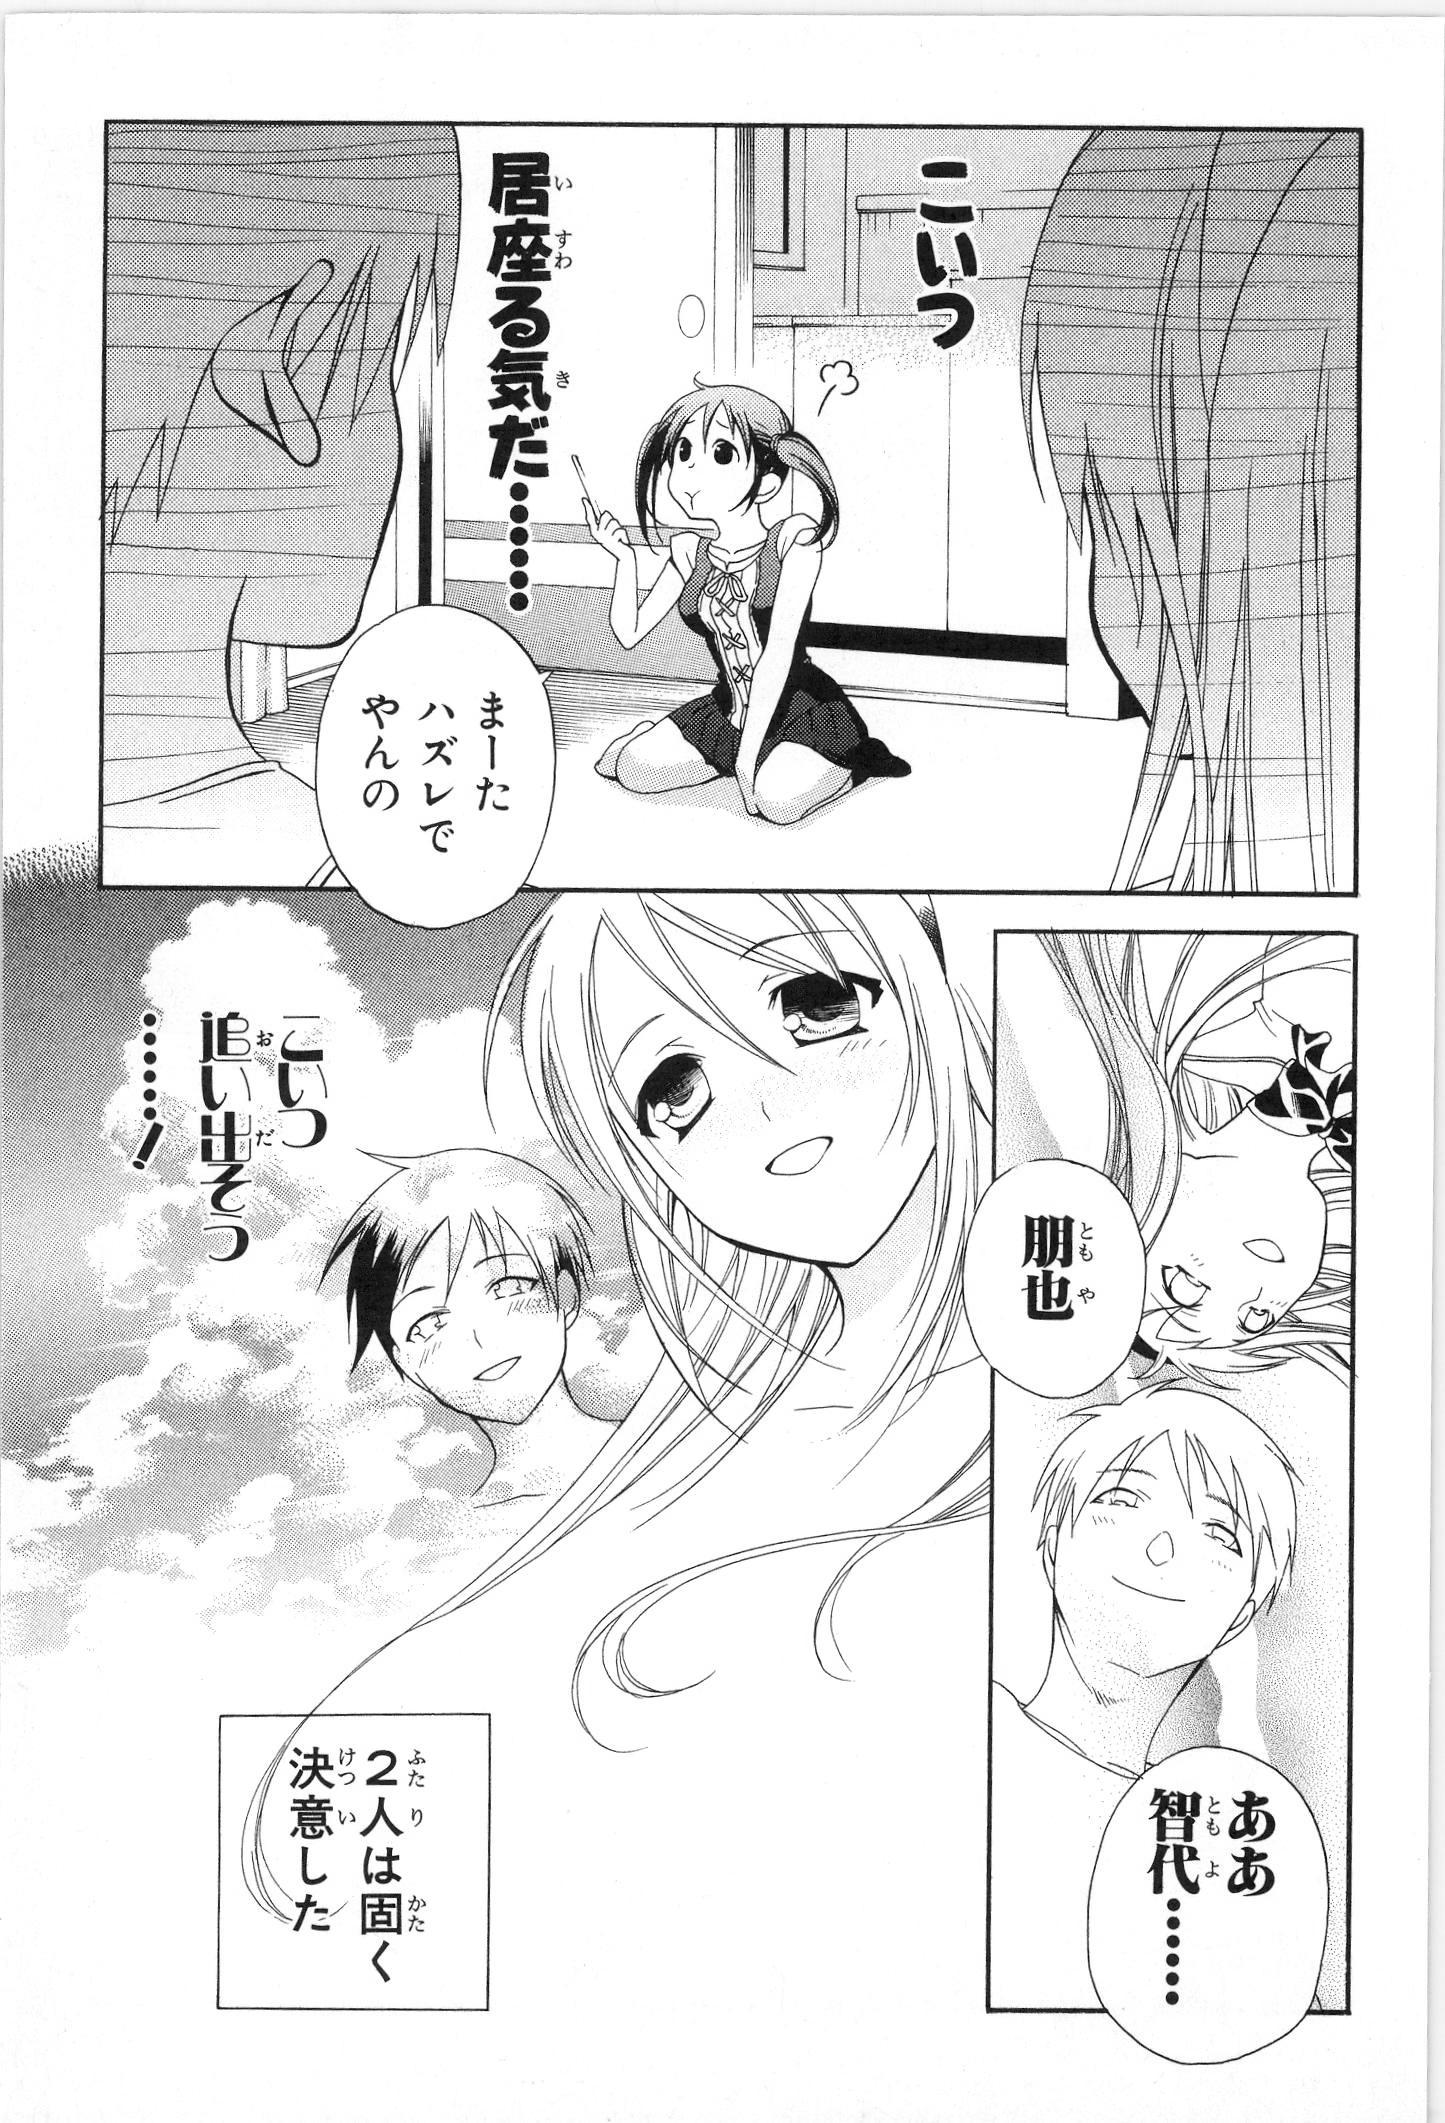 こいつ
居座る気だ……
まーた
ハズレで
やんの
朋也
ああ
智代……
こいつ
追い出そう
……！
2人は固く
決意した